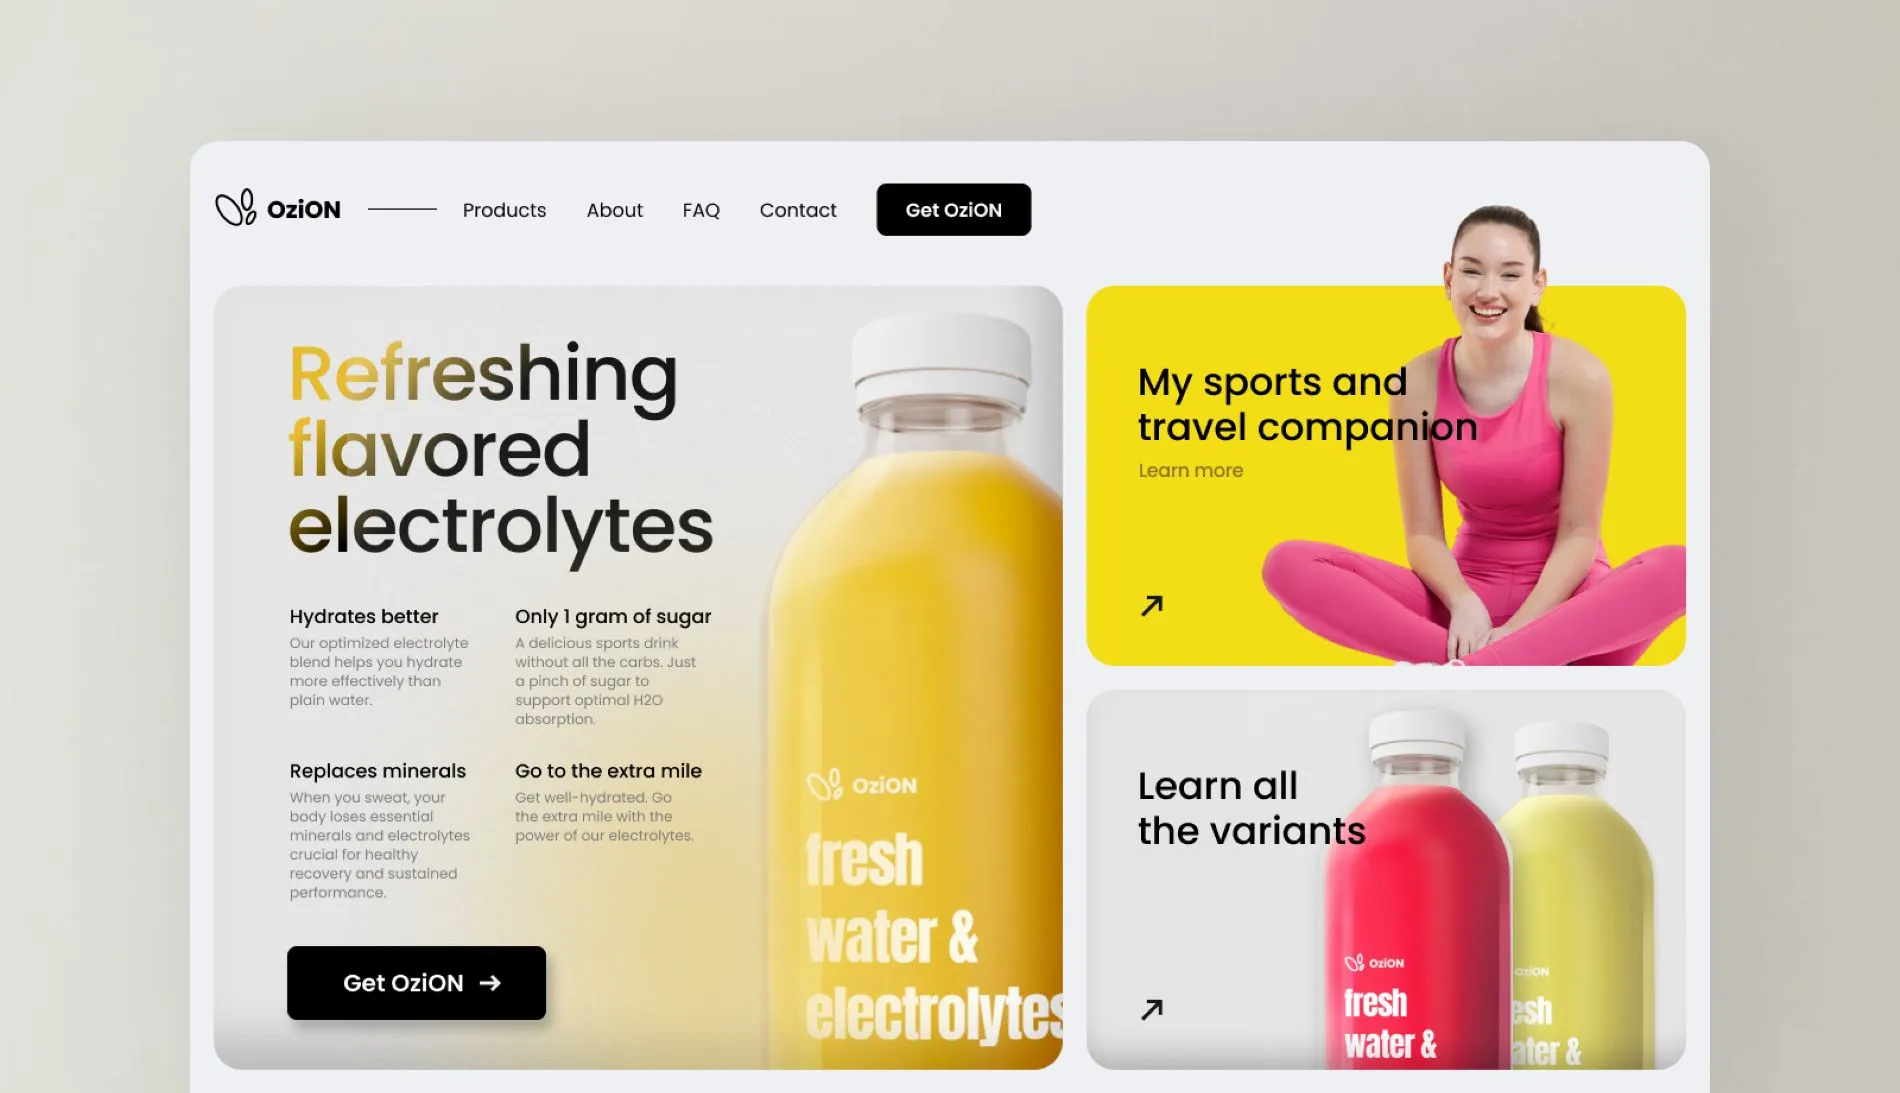 OziON
Products
About
FAQ
Contact
Get OziON
Refreshing
flavored
electrolytes
Hydrates better
Our optimized electrolyte
blend helps you hydrate
more effectively than
plain water.
Only 1 gram of sugar
A delicious sports drink
without all the carbs. Just
a pinch of sugar to
support optimal H2O
absorption.
Replaces minerals
When you sweat, your
body loses essential
minerals and electrolytes
crucial for healthy
recovery and sustained
performance.
Go to the extra mile
Get well-hydrated. Go
the extra mile with the
power of our electrolytes.
Get OziON →
OziON
fresh
water &
electrolytes
My sports and
travel companion
Learn more
Learn all
the variants
OziON
fresh
water &
OziON
esh
ater &